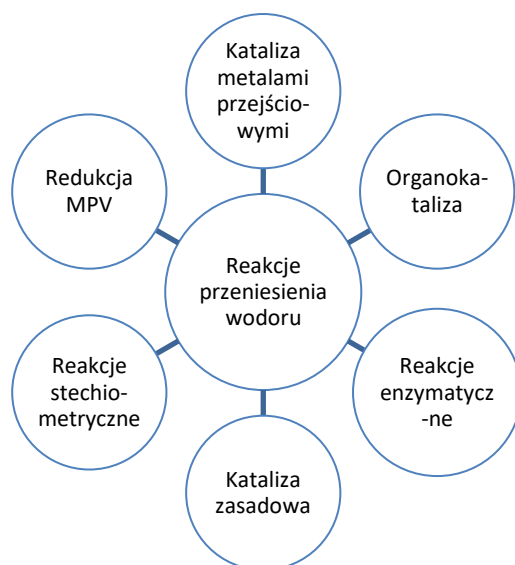 Kataliza
metalami
przejścio-
wymi
Redukcja
MPV
Organoka-
taliza
Reakcje
przeniesienia
wodoru
Reakcje
stechio-
metryczne
Reakcje
enzymatycz
-ne
Kataliza
zasadowa